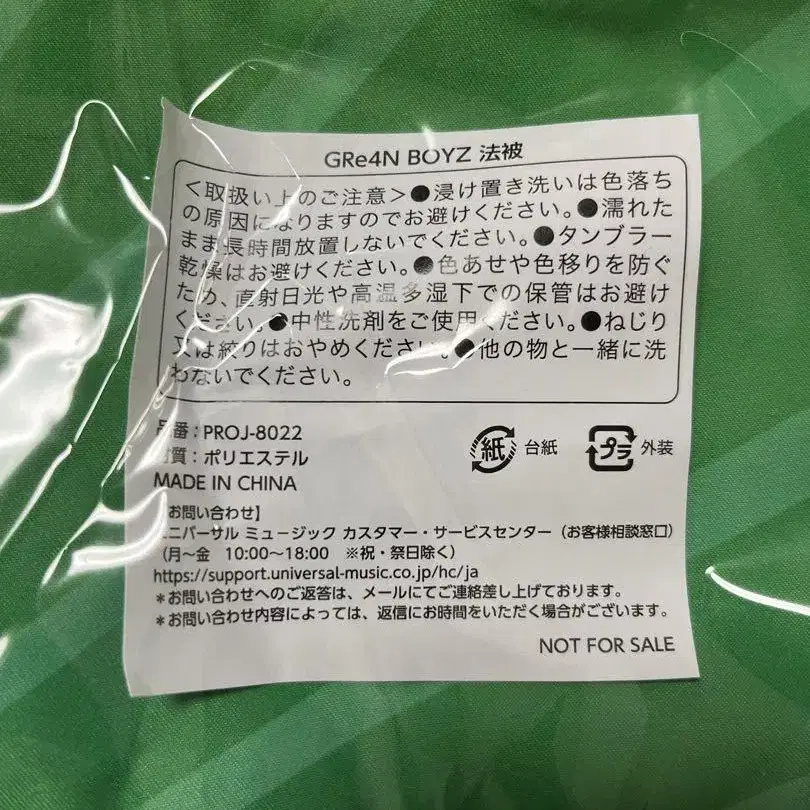 GRe4N BOYZ 法被
＜取扱い上のご注意＞●浸け置き洗いは色落ち
の原因になりますのでお避けください。●濡れた
まま長時間放置しないでください。●タンブラー
乾燥はお避けください。●色あせや色移りを防ぐ
ため、直射日光や高温多湿下での保管はお避け
ください。●中性洗剤をご使用ください。●ねじり
又は絞りはおやめください。●他の物と一緒に洗
わないでください。
品番：PROJ-8022
材質：ポリエステル
MADE IN CHINA
紙 台紙
プラ 外装
【お問い合わせ】
ユニバーサル ミュージック カスタマー・サービスセンター（お客様相談窓口）
（月～金 10:00～18:00 ※祝・祭日除く）
https://support.universal-music.co.jp/hc/ja
＊お問い合わせへのご返答は、メールにてご連絡差し上げております。
＊お問い合わせ内容によっては、返信にお時間をいただく場合がございます。
NOT FOR SALE